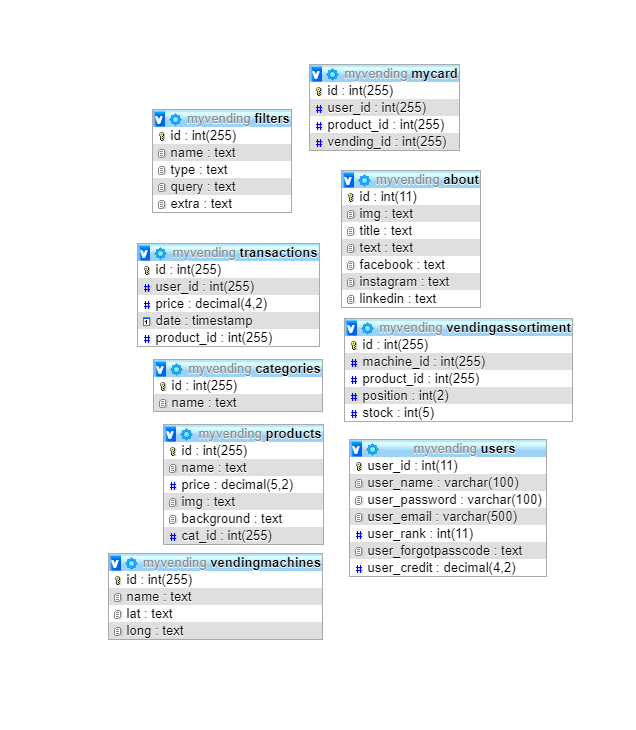 myvending mycard
id : int(255)
user_id : int(255)
product_id : int(255)
vending_id : int(255)
myvending filters
id : int(255)
name : text
type : text
query : text
extra : text
myvending about
id : int(11)
img : text
title : text
text : text
facebook : text
instagram : text
linkedin : text
myvending transactions
id : int(255)
user_id : int(255)
price : decimal(4,2)
date : timestamp
product_id : int(255)
myvending vendingassortiment
id : int(255)
machine_id : int(255)
product_id : int(255)
position : int(2)
stock : int(5)
myvending categories
id : int(255)
name : text
myvending products
id : int(255)
name : text
price : decimal(5,2)
img : text
background : text
cat_id : int(255)
myvending users
user_id : int(11)
user_name : varchar(100)
user_password : varchar(100)
user_email : varchar(500)
user_rank : int(11)
user_forgotpasscode : text
user_credit : decimal(4,2)
myvending vendingmachines
id : int(255)
name : text
lat : text
long : text